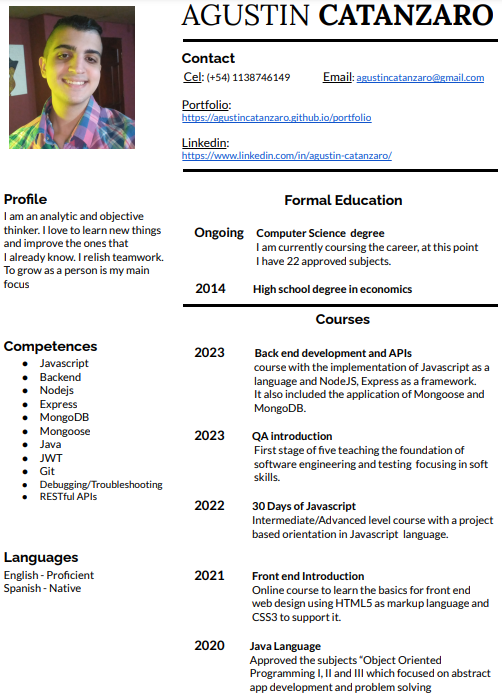 AGUSTIN CATANZARO
Contact
Cel: (+54) 1138746149 Email: agustincatanzaro@gmail.com
Portfolio:
https://agustincatanzaro.github.io/portfolio
Linkedin:
https://www.linkedin.com/in/agustin-catanzaro/
Profile
I am an analytic and objective
thinker. I love to learn new things
and improve the ones that
I already know. I relish teamwork.
To grow as a person is my main
focus
Competences
● Javascript
● Backend
● Nodejs
● Express
● MongoDB
● Mongoose
● Java
● JWT
● Git
● Debugging/Troubleshooting
● RESTful APIs
Languages
English - Proficient
Spanish - Native
Formal Education
Ongoing Computer Science degree
I am currently coursing the career, at this point
I have 22 approved subjects.
2014 High school degree in economics
Courses
2023 Back end development and APIs
course with the implementation of Javascript as a
language and NodeJS, Express as a framework.
It also included the application of Mongoose and
MongoDB.
2023 QA introduction
First stage of five teaching the foundation of
software engineering and testing focusing in soft
skills.
2022 30 Days of Javascript
Intermediate/Advanced level course with a project
based orientation in Javascript language.
2021 Front end Introduction
Online course to learn the basics for front end
web design using HTML5 as markup language and
CSS3 to support it.
2020 Java Language
Approved the subjects “Object Oriented
Programming I, II and III which focused on abstract
app development and problem solving